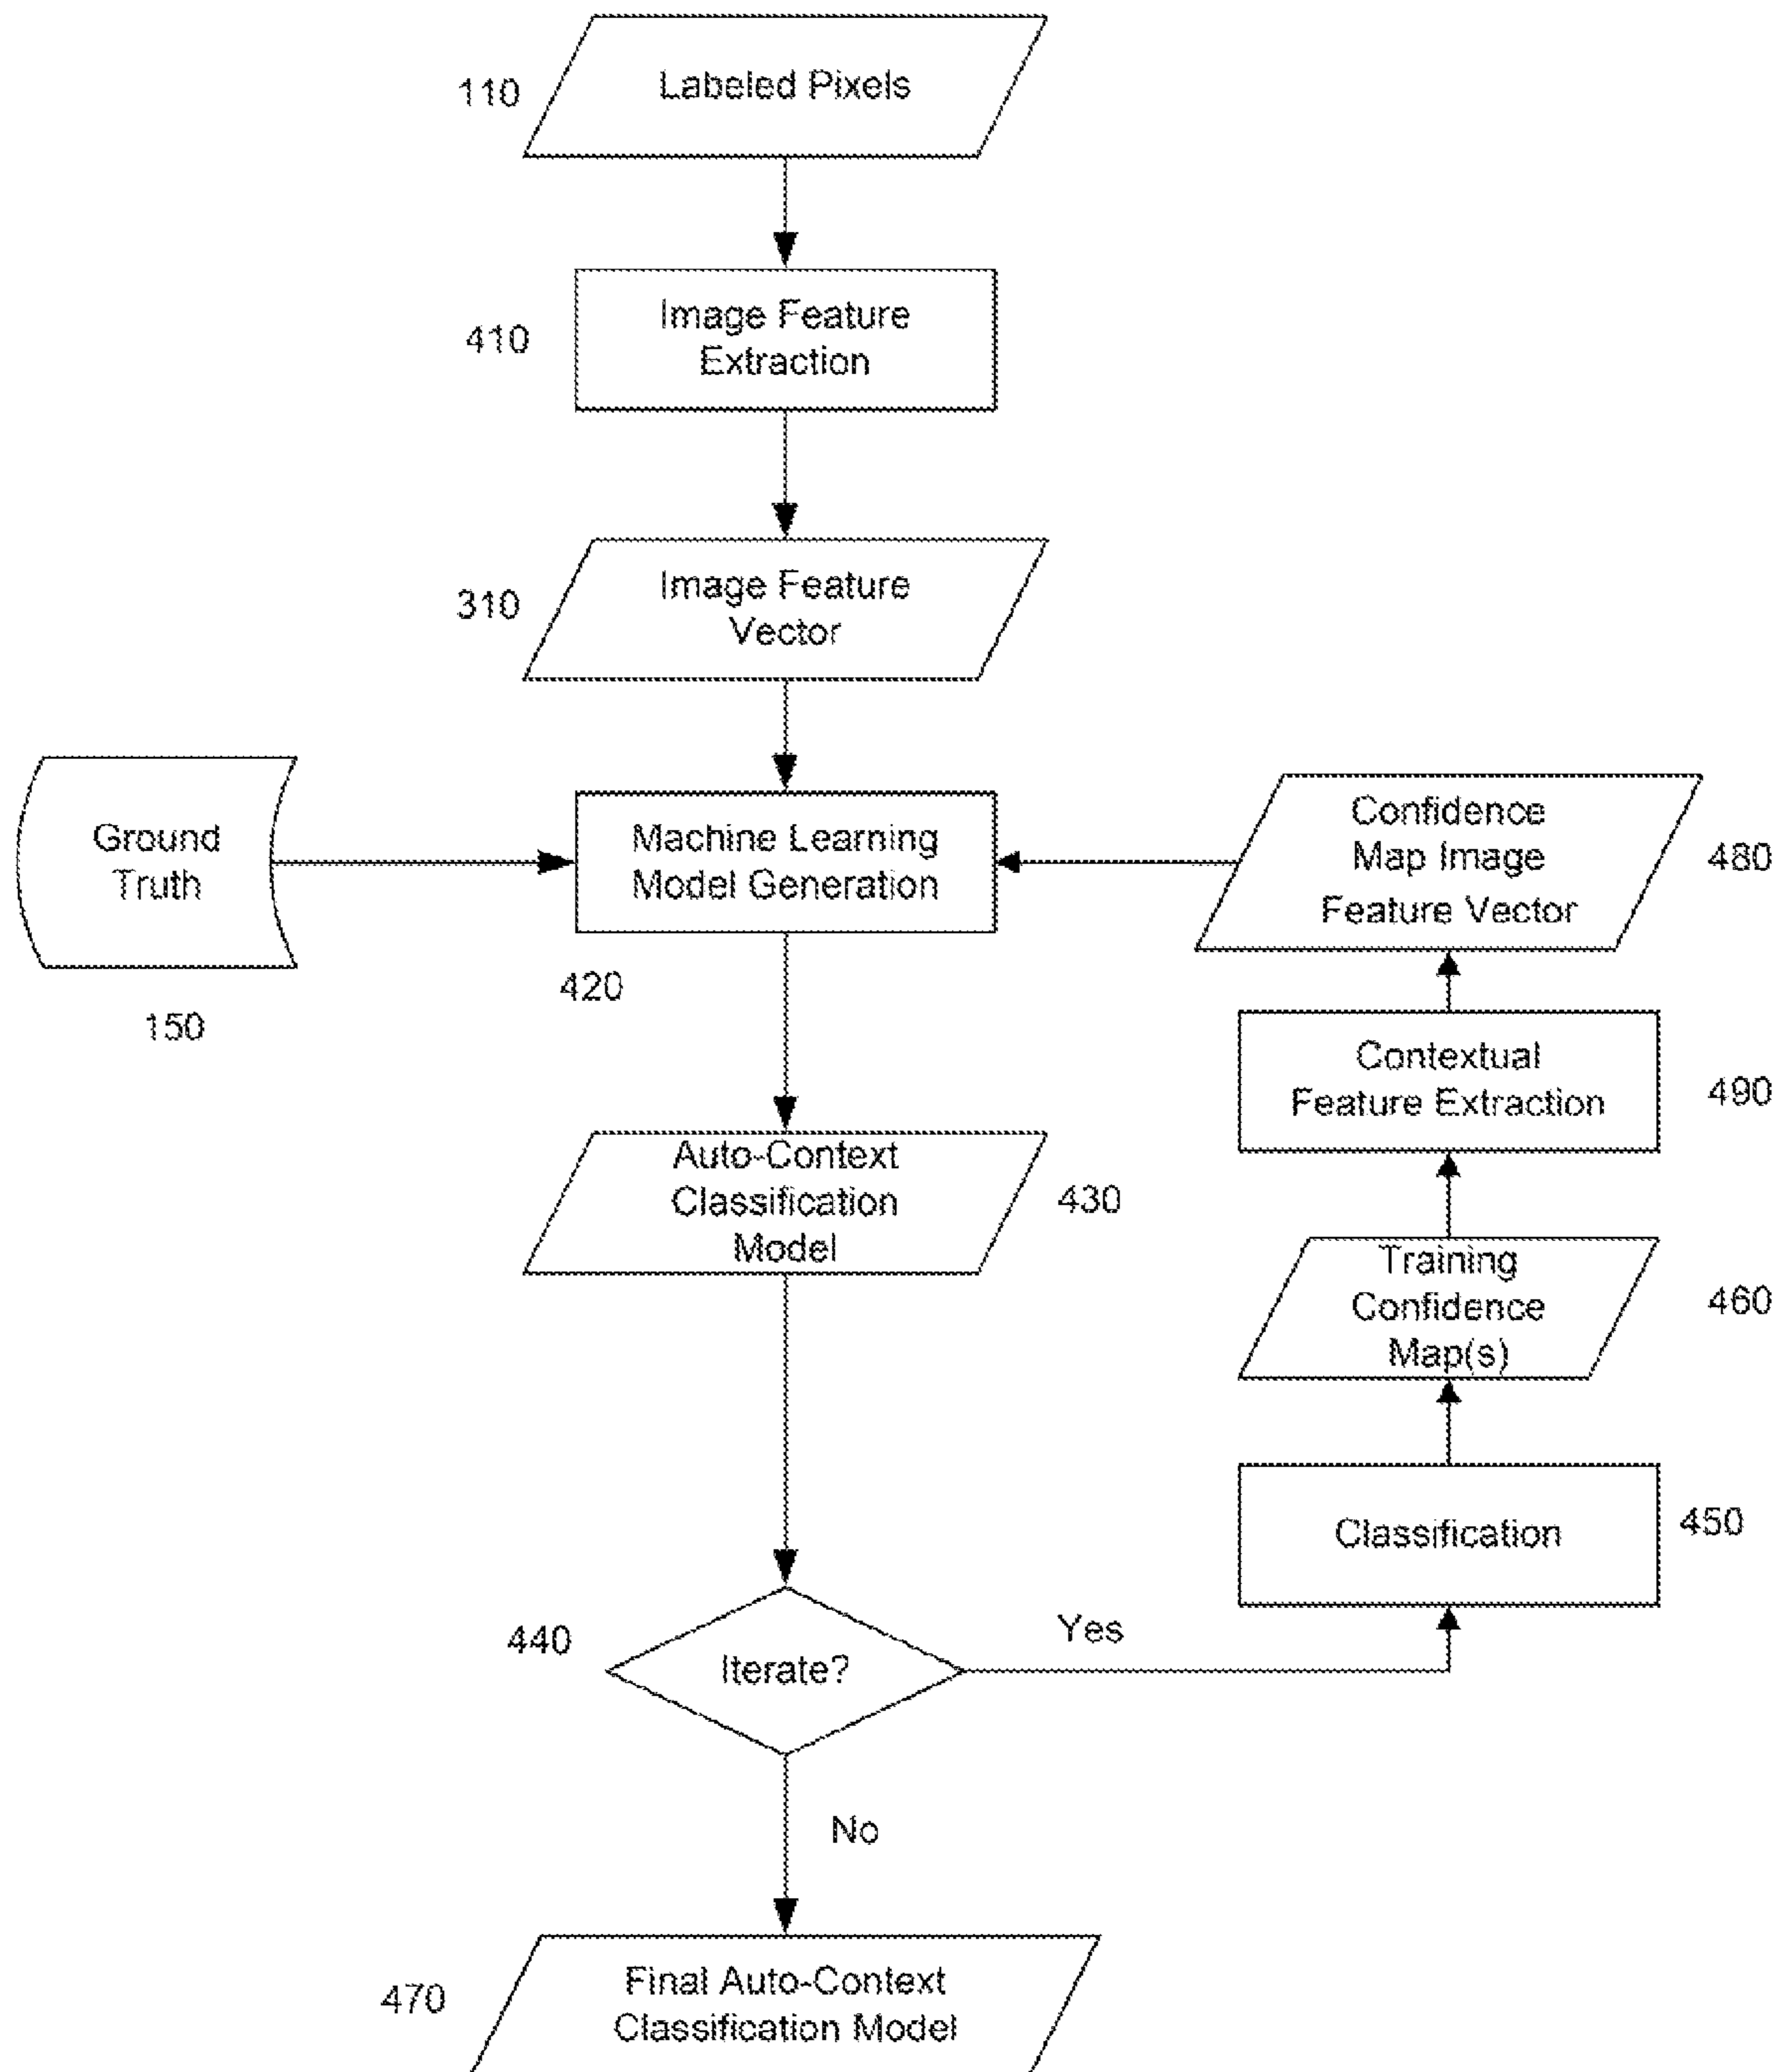 110
Labeled Pixels
410
Image Feature
Extraction
310
Image Feature
Vector
Ground
Truth
150
Machine Learning
Model Generation
420
Confidence
Map Image
Feature Vector
480
Contextual
Feature Extraction
490
Auto-Context
Classification
Model
430
Training
Confidence
Map(s)
460
Classification
450
440
Iterate?
Yes
No
470
Final Auto-Context
Classification Model